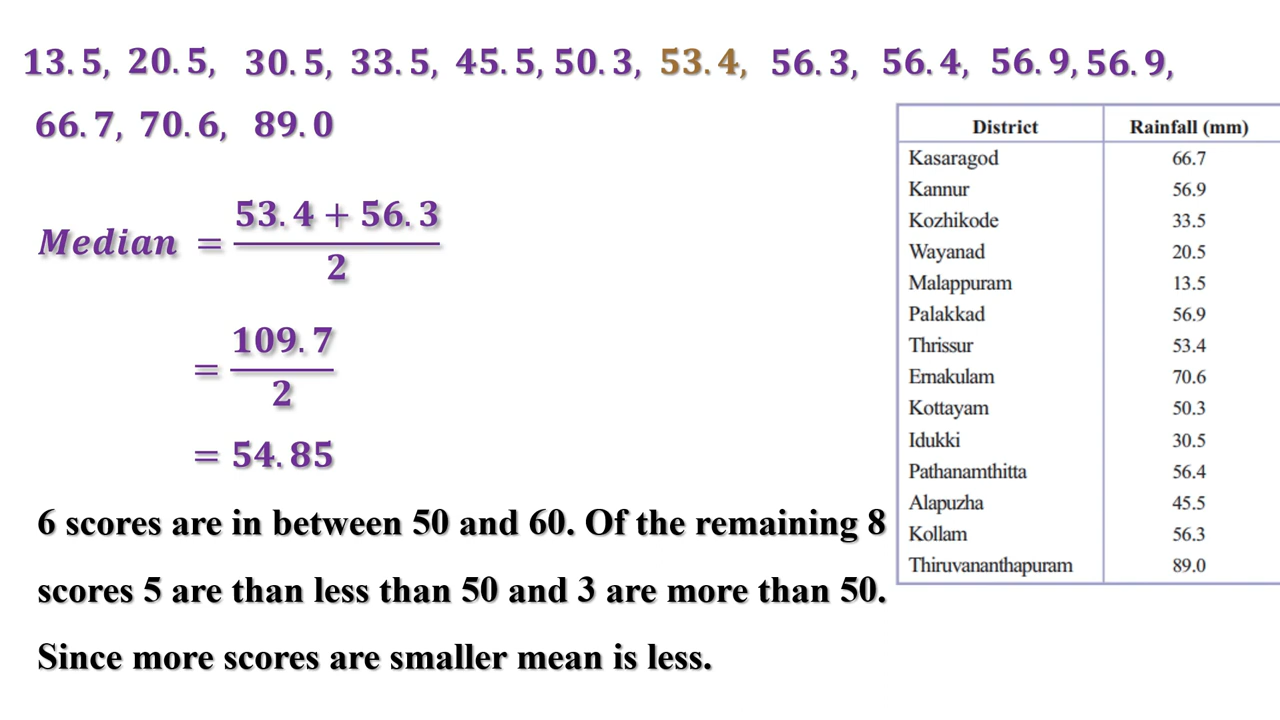 13.5, 20.5, 30.5, 33.5, 45.5, 50.3, 53.4, 56.3, 56.4, 56.9, 56.9,
66.7, 70.6, 89.0
Median = (53.4 + 56.3) / 2
= 109.7 / 2
= 54.85
6 scores are in between 50 and 60. Of the remaining 8
scores 5 are than less than 50 and 3 are more than 50.
Since more scores are smaller mean is less.
District Rainfall (mm)
Kasaragod 66.7
Kannur 56.9
Kozhikode 33.5
Wayanad 20.5
Malappuram 13.5
Palakkad 56.9
Thrissur 53.4
Ernakulam 70.6
Kottayam 50.3
Idukki 30.5
Pathanamthitta 56.4
Alapuzha 45.5
Kollam 56.3
Thiruvananthapuram 89.0